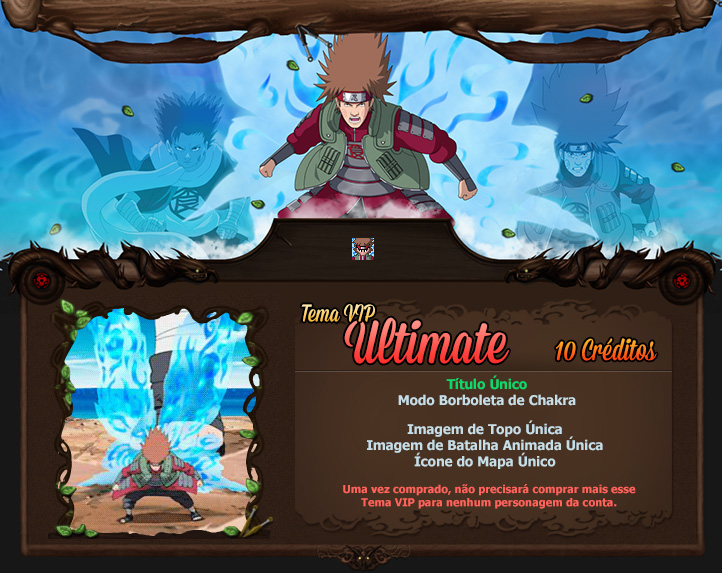 Tema VIP
Ultimate
10 Créditos
Título Único
Modo Borboleta de Chakra
Imagem de Topo Única
Imagem de Batalha Animada Única
Ícone do Mapa Único
Uma vez comprado, não precisará comprar mais esse
Tema VIP para nenhum personagem da conta.